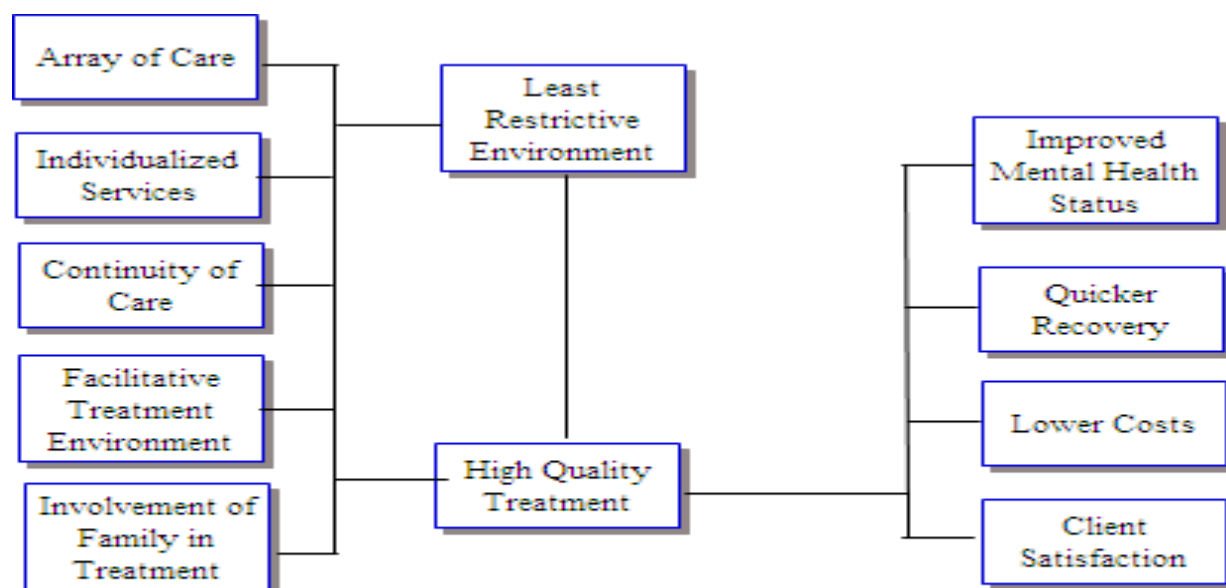 Array of Care
Individualized
Services
Continuity of
Care
Facilitative
Treatment
Environment
Involvement of
Family in
Treatment
Least
Restrictive
Environment
High Quality
Treatment
Improved
Mental Health
Status
Quicker
Recovery
Lower Costs
Client
Satisfaction